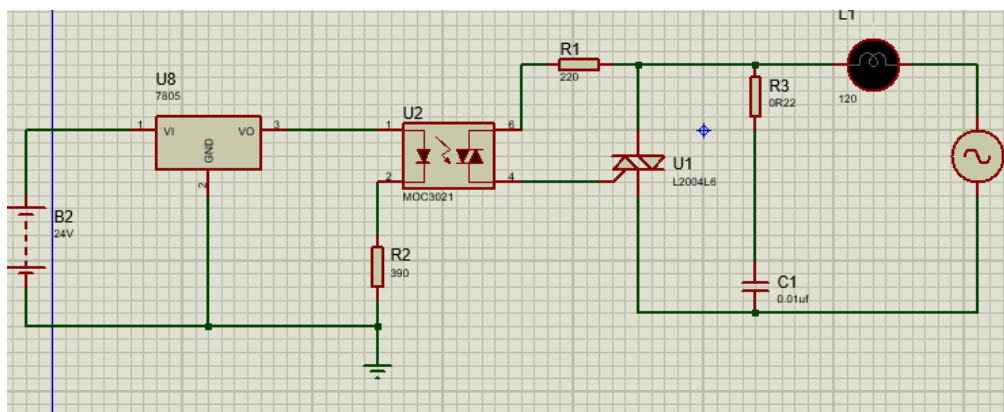 L1
120
R1
220
U8
7805
1
VI
VO
3
GND
2
U2
1
6
2
4
MOC3021
R3
0R22
U1
L2004L6
B2
24V
R2
390
C1
0.01uf